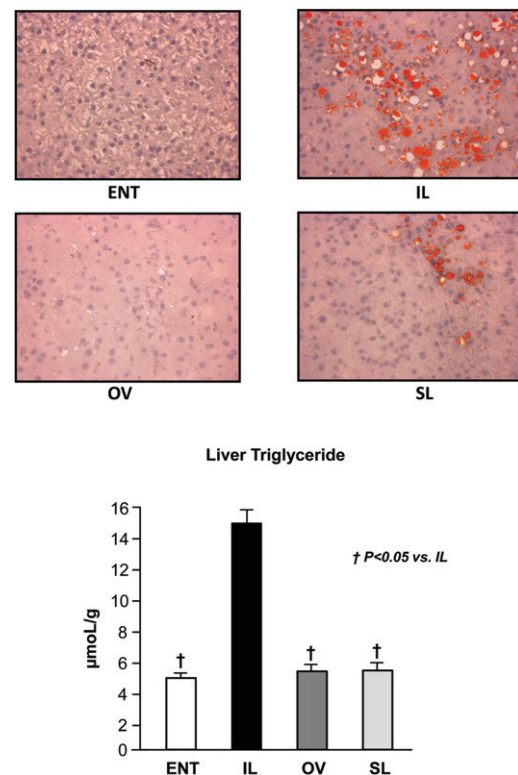 ENT
IL
OV
SL
Liver Triglyceride
16
14
12
10
8
6
4
2
0
µmoL/g
† P<0.05 vs. IL
†
†
†
ENT
IL
OV
SL